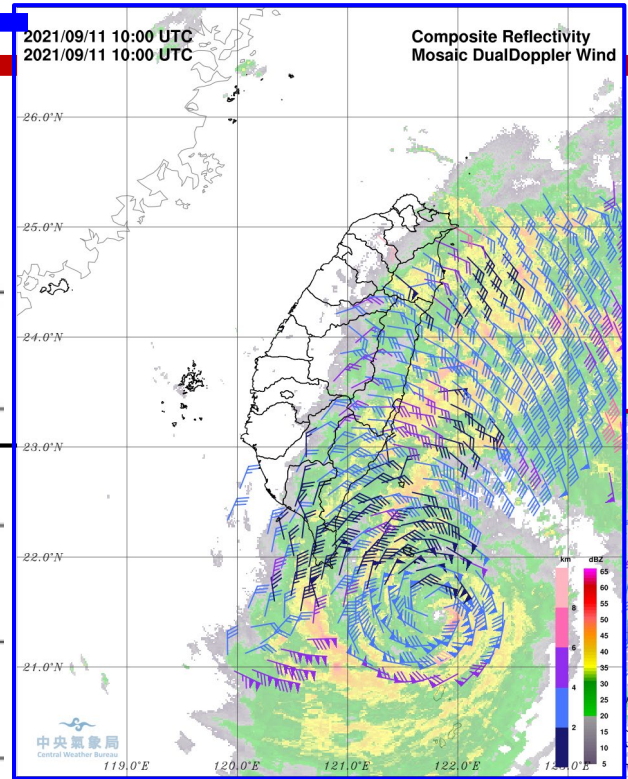 2021/09/11 10:00 UTC
2021/09/11 10:00 UTC
Composite Reflectivity
Mosaic DualDoppler Wind
26.0°N
25.0°N
24.0°N
23.0°N
22.0°N
21.0°N
km
8
6
4
2
dBZ
65
60
55
50
45
40
35
30
25
20
15
10
5
中央氣象局
Central Weather Bureau
119.0°E
120.0°E
121.0°E
122.0°E
123.0°E